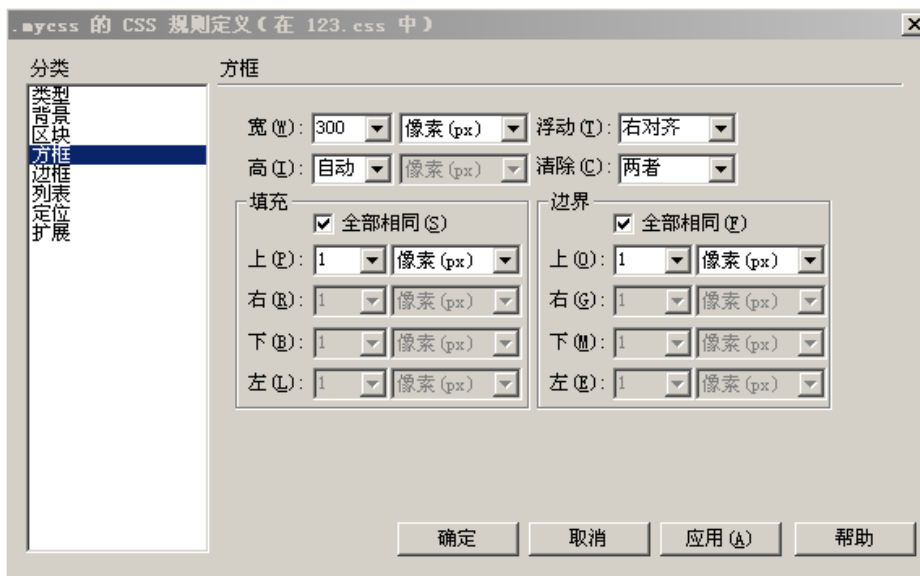 .mycss 的 CSS 规则定义(在 123.css 中)
分类
方框
类型
背景
区块
方框
边框
列表
定位
扩展
宽(W): 300 像素(px) 浮动(T): 右对齐
高(I): 自动 像素(px) 清除(C): 两者
填充 边界
全部相同(S) 全部相同(F)
上(P): 1 像素(px) 上(O): 1 像素(px)
右(R): 1 像素(px) 右(G): 1 像素(px)
下(B): 1 像素(px) 下(M): 1 像素(px)
左(L): 1 像素(px) 左(E): 1 像素(px)
确定 取消 应用(A) 帮助